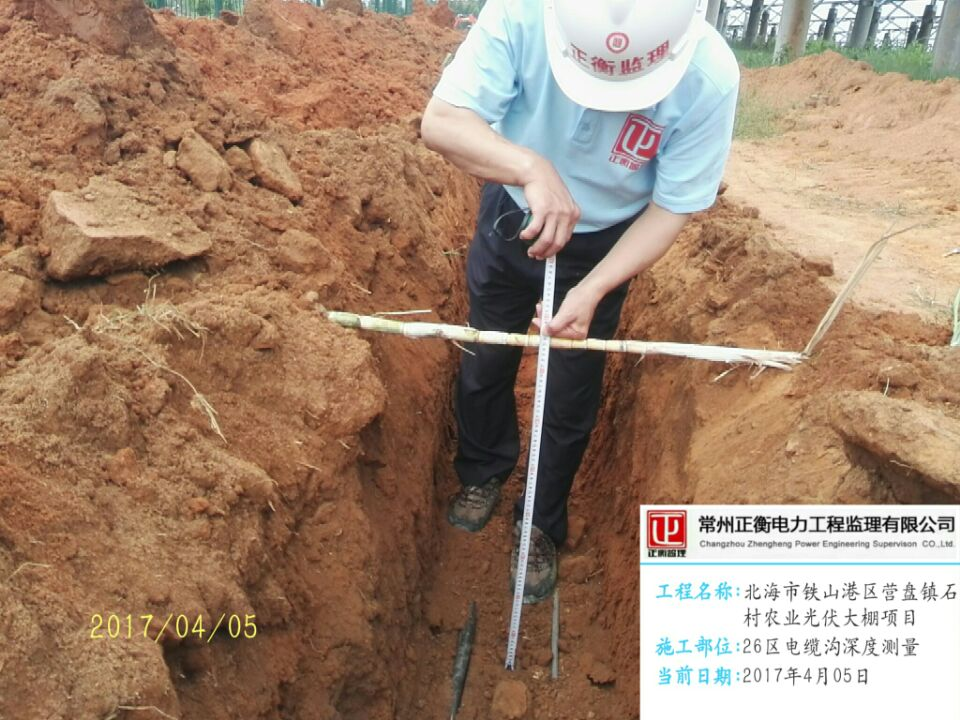 正衡监理
正衡监理
2017/04/05
正衡监理
常州正衡电力工程监理有限公司
Changzhou Zhengheng Power Engineering Supervison CO.,Ltd.
工程名称:北海市铁山港区营盘镇石
村农业光伏大棚项目
施工部位:26区电缆沟深度测量
当前日期:2017年4月05日